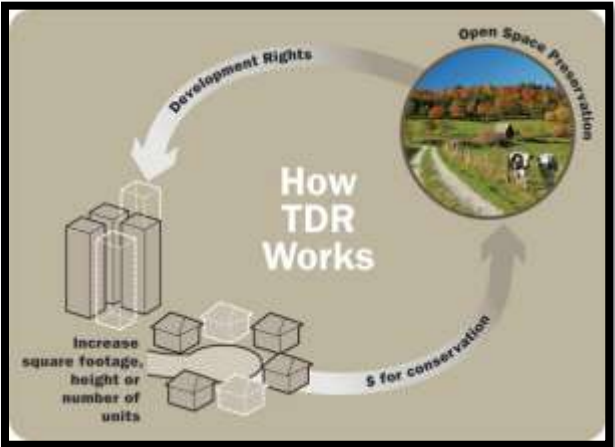 Open Space Preservation
Development Rights
How
TDR
Works
Increase
square footage,
height or
number of
units
$ for conservation